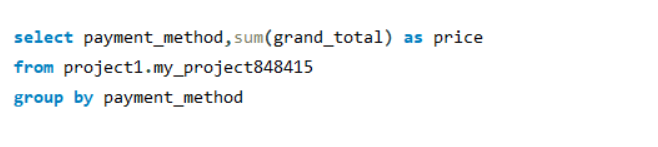 select payment_method,sum(grand_total) as price
from project1.my_project848415
group by payment_method